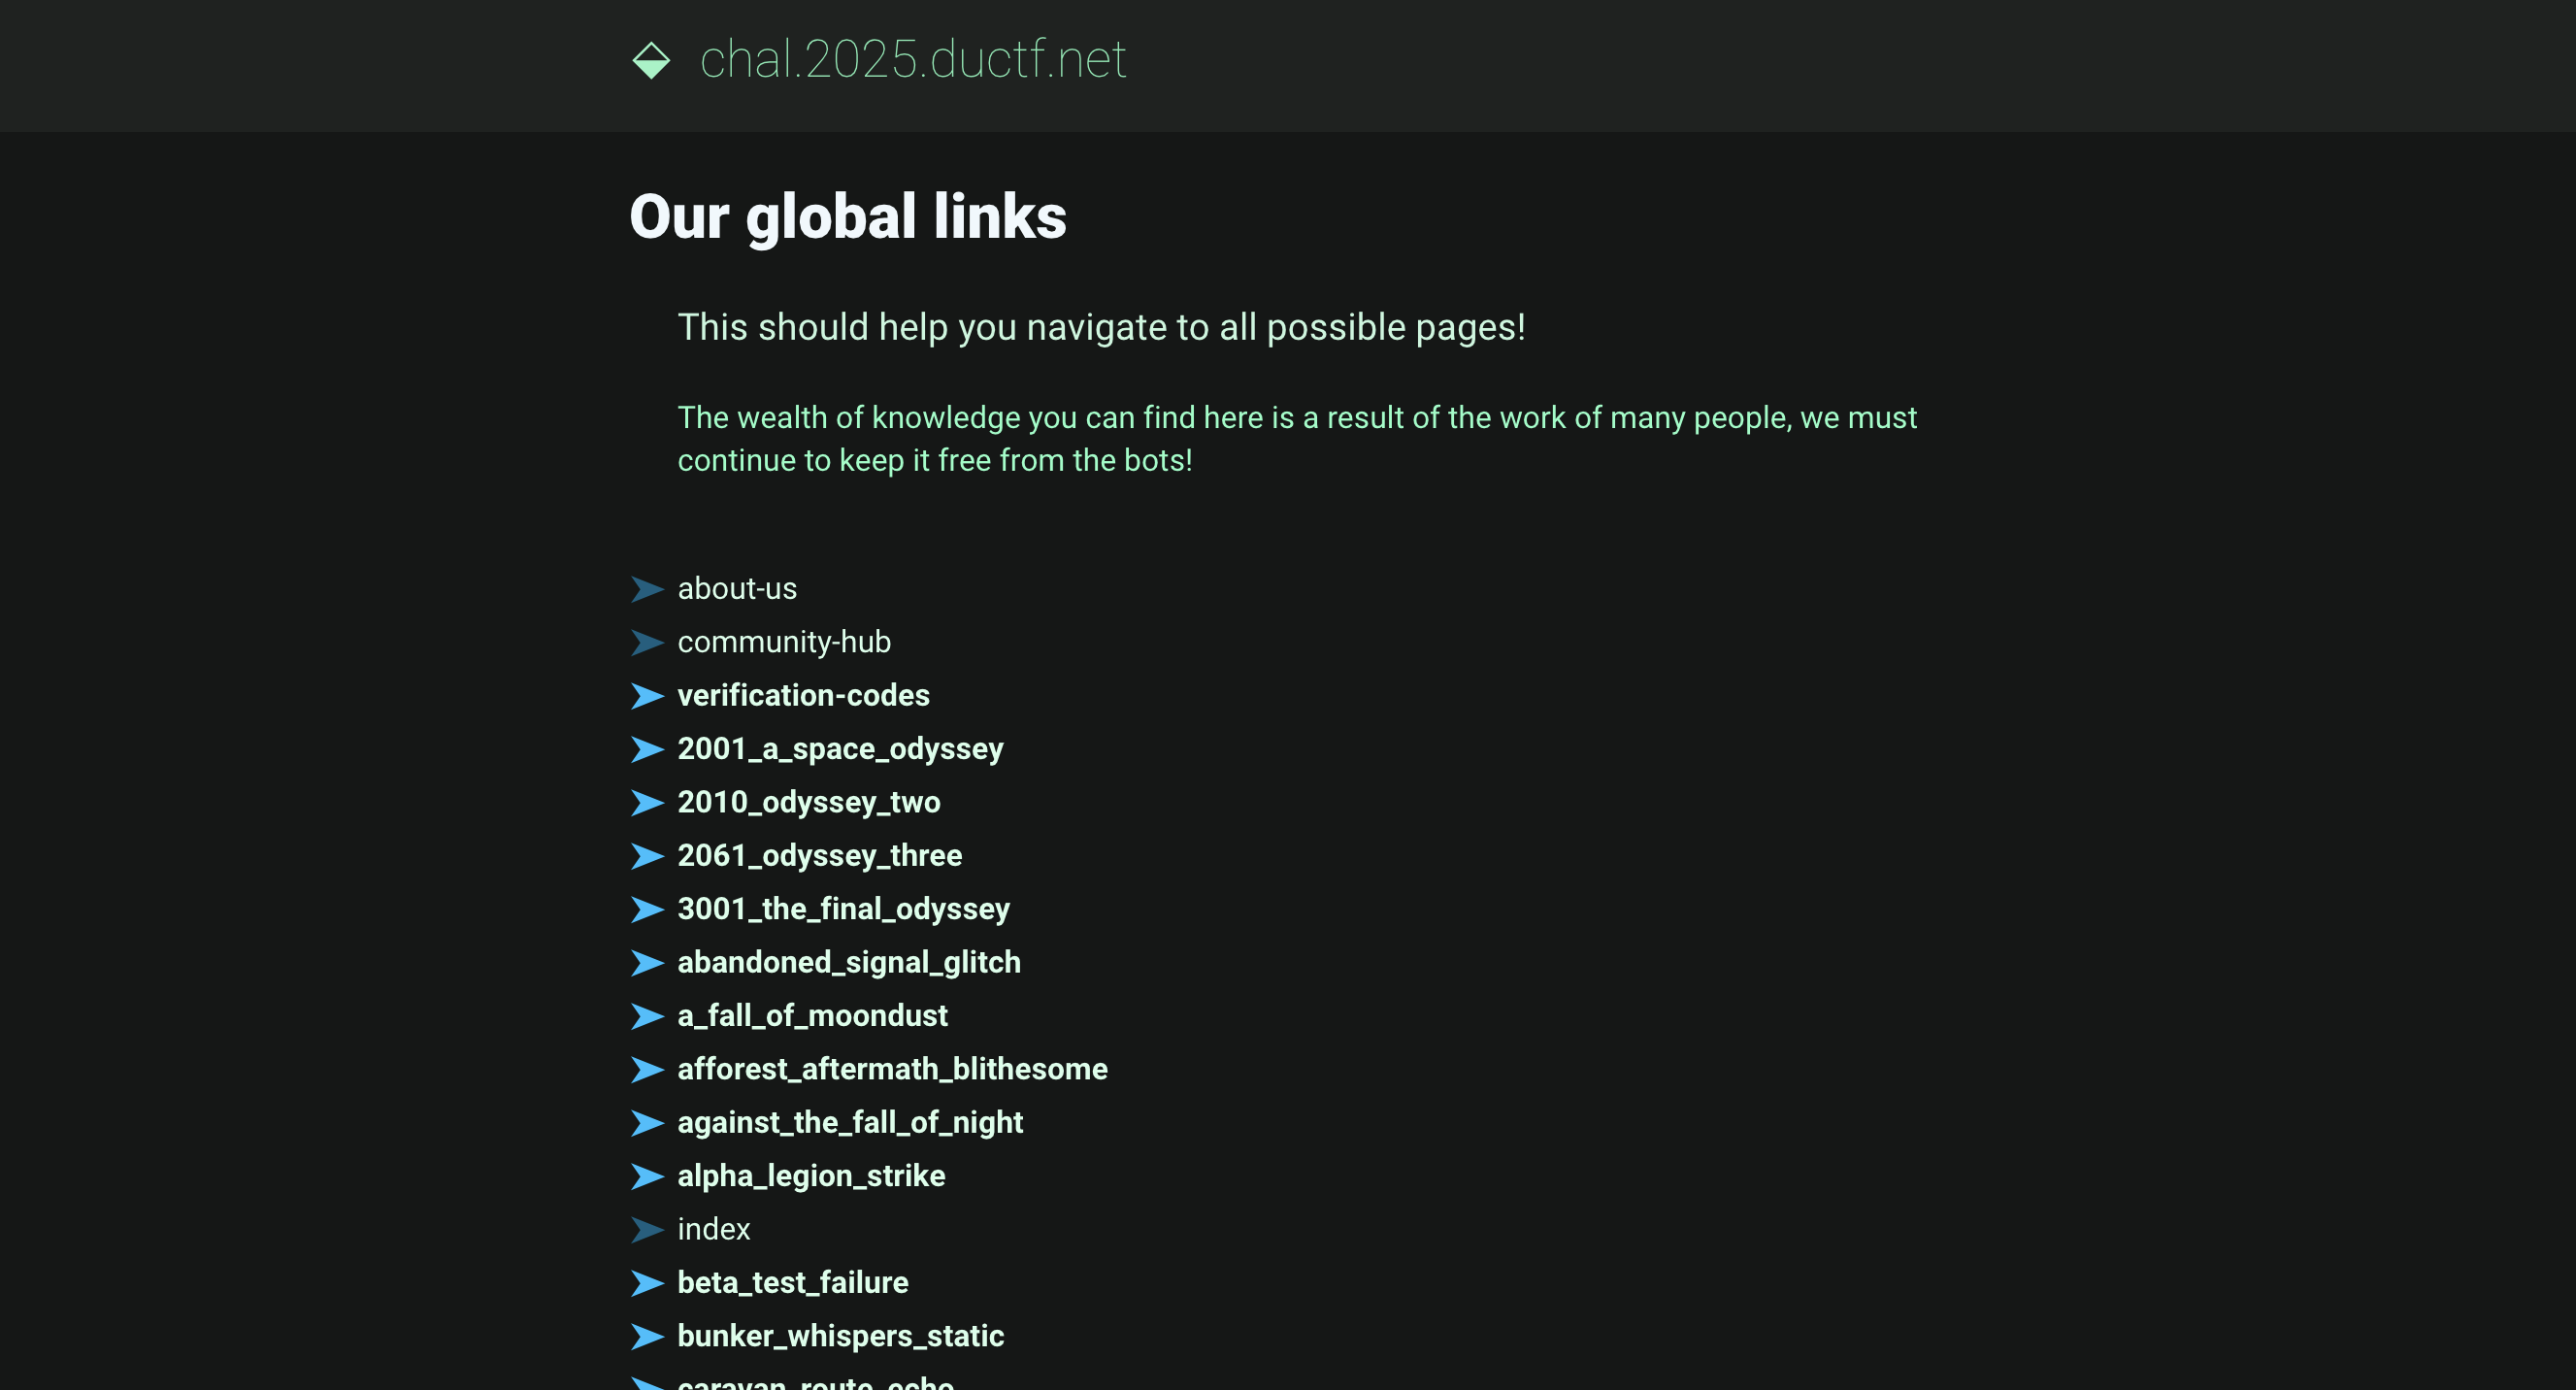 chal.2025.ductf.net
Our global links
This should help you navigate to all possible pages!
The wealth of knowledge you can find here is a result of the work of many people, we must
continue to keep it free from the bots!
about-us
community-hub
verification-codes
2001_a_space_odyssey
2010_odyssey_two
2061_odyssey_three
3001_the_final_odyssey
abandoned_signal_glitch
a_fall_of_moondust
afforest_aftermath_blithesome
against_the_fall_of_night
alpha_legion_strike
index
beta_test_failure
bunker_whispers_static
caravan_route_echo